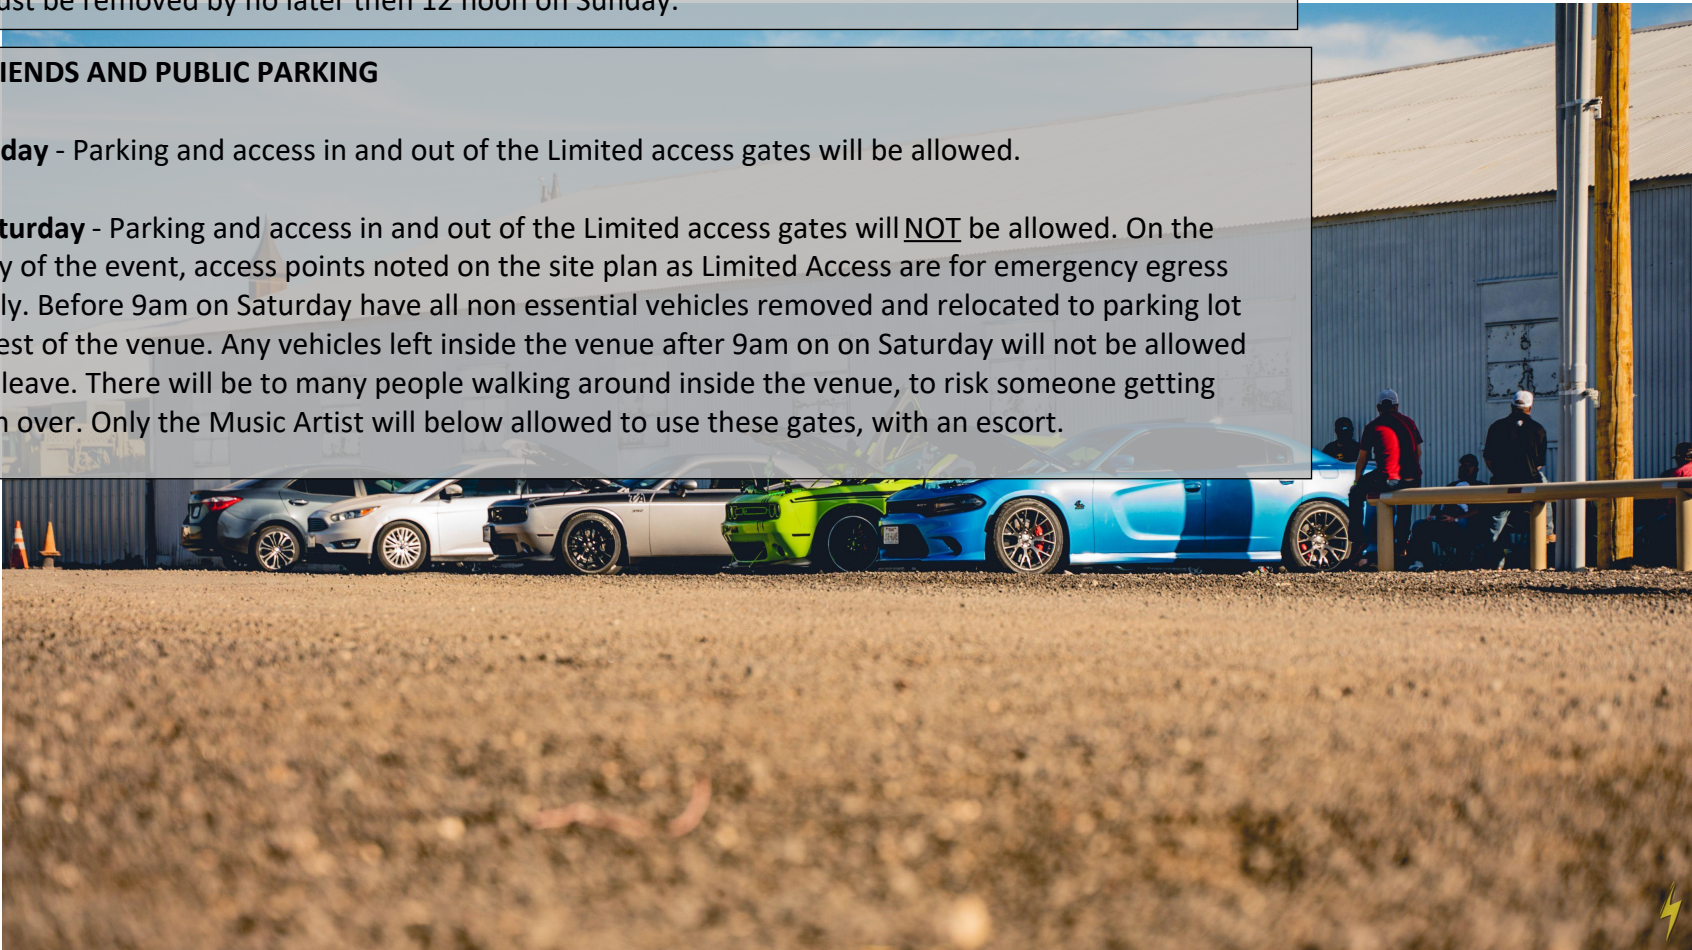 ust be removed by no later then 12 noon on Sunday.
IENDS AND PUBLIC PARKING
day - Parking and access in and out of the Limited access gates will be allowed.
turday - Parking and access in and out of the Limited access gates will NOT be allowed. On the
y of the event, access points noted on the site plan as Limited Access are for emergency egress
ly. Before 9am on Saturday have all non essential vehicles removed and relocated to parking lot
est of the venue. Any vehicles left inside the venue after 9am on on Saturday will not be allowed
leave. There will be to many people walking around inside the venue, to risk someone getting
n over. Only the Music Artist will below allowed to use these gates, with an escort.